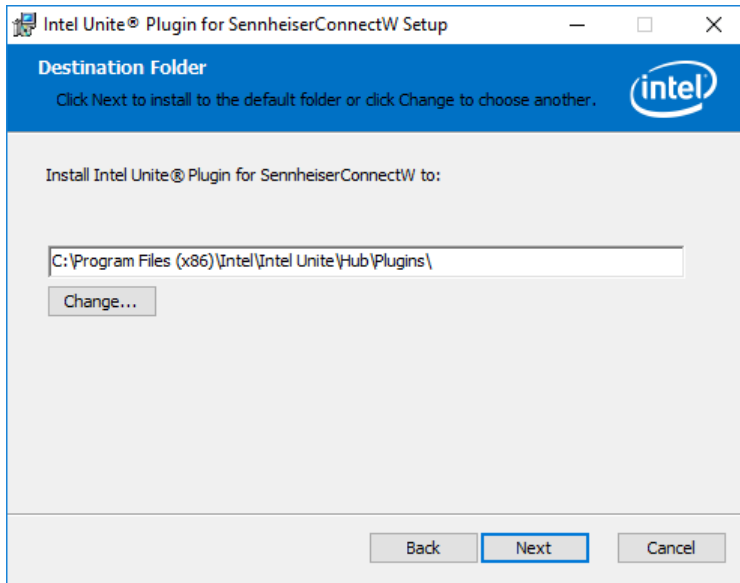 Intel Unite® Plugin for SennheiserConnectW Setup
Destination Folder
Click Next to install to the default folder or click Change to choose another.
intel
Install Intel Unite® Plugin for SennheiserConnectW to:
C:\Program Files (x86)\Intel\Intel Unite\Hub\Plugins\
Change...
Back
Next
Cancel